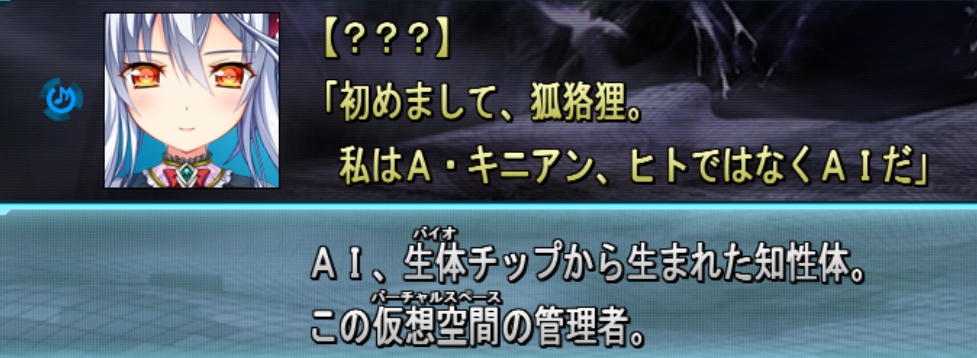 【???】
「初めまして、狐狢狸。
私はA・キニアン、ヒトではなくAIだ」
バイオ
AI、生体チップから生まれた知性体。
バーチャルスペース
この仮想空間の管理者。